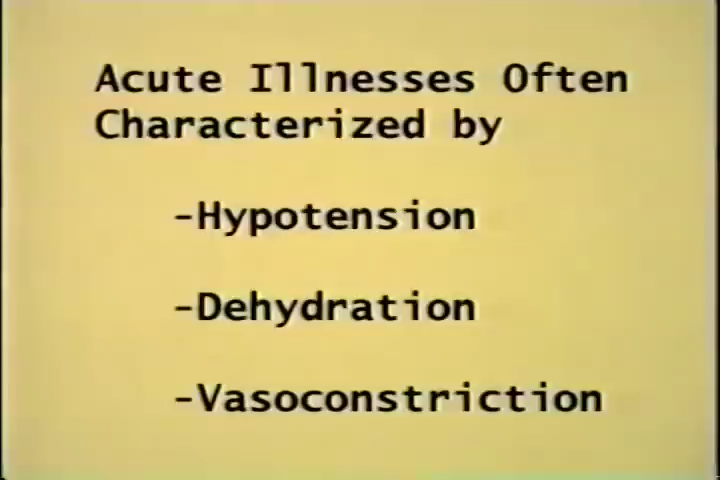 Acute Illnesses Often
Characterized by
-Hypotension
-Dehydration
-Vasoconstriction